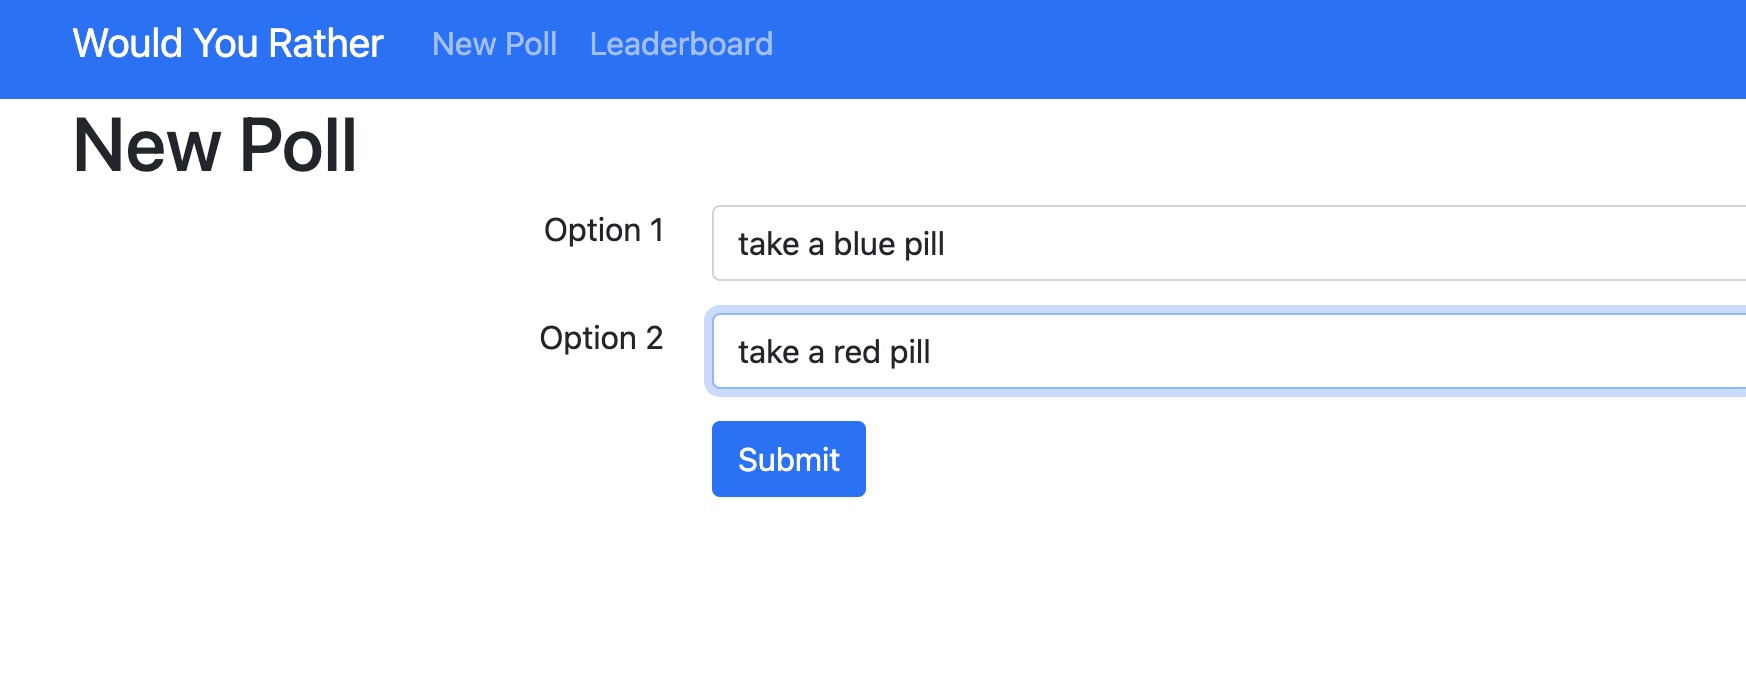 Would You Rather New Poll Leaderboard
New Poll
Option 1 take a blue pill
Option 2 take a red pill
Submit